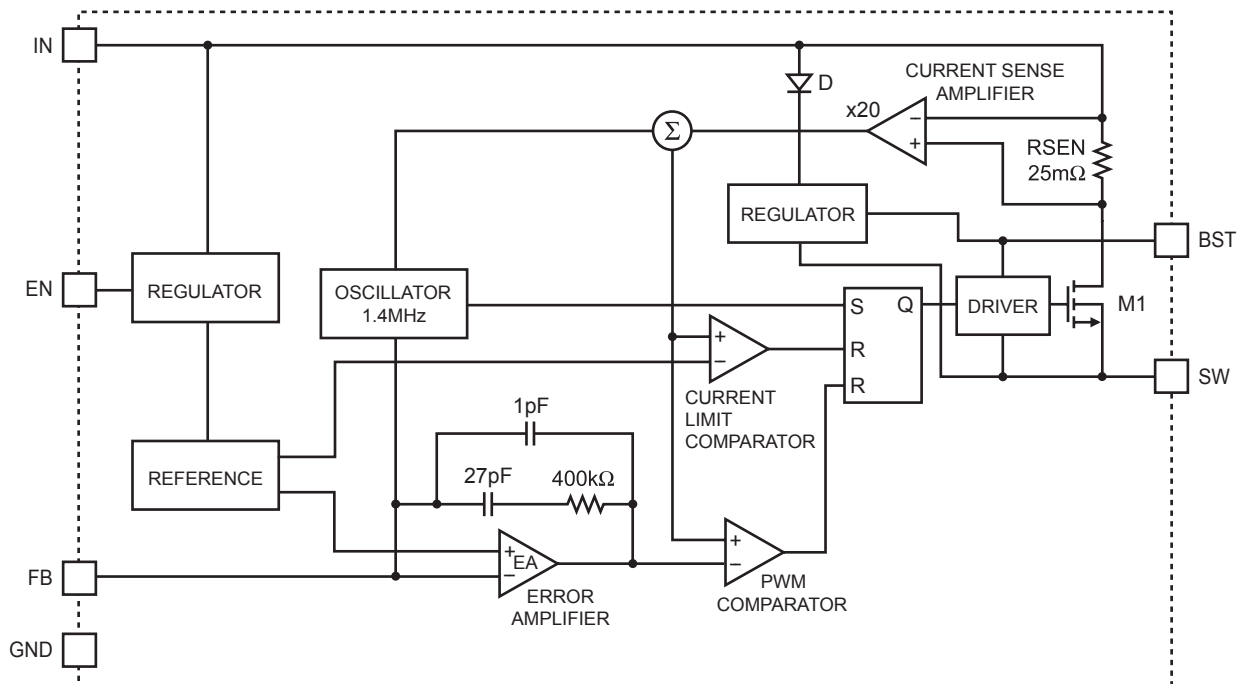 IN
D
CURRENT SENSE
AMPLIFIER
x20
−
+
Σ
RSEN
25mΩ
REGULATOR
BST
EN
REGULATOR
OSCILLATOR
1.4MHz
S
Q
DRIVER
M1
+
−
R
R
SW
CURRENT
LIMIT
COMPARATOR
1pF
REFERENCE
27pF
400kΩ
+
EA
−
+
−
FB
ERROR
AMPLIFIER
PWM
COMPARATOR
GND